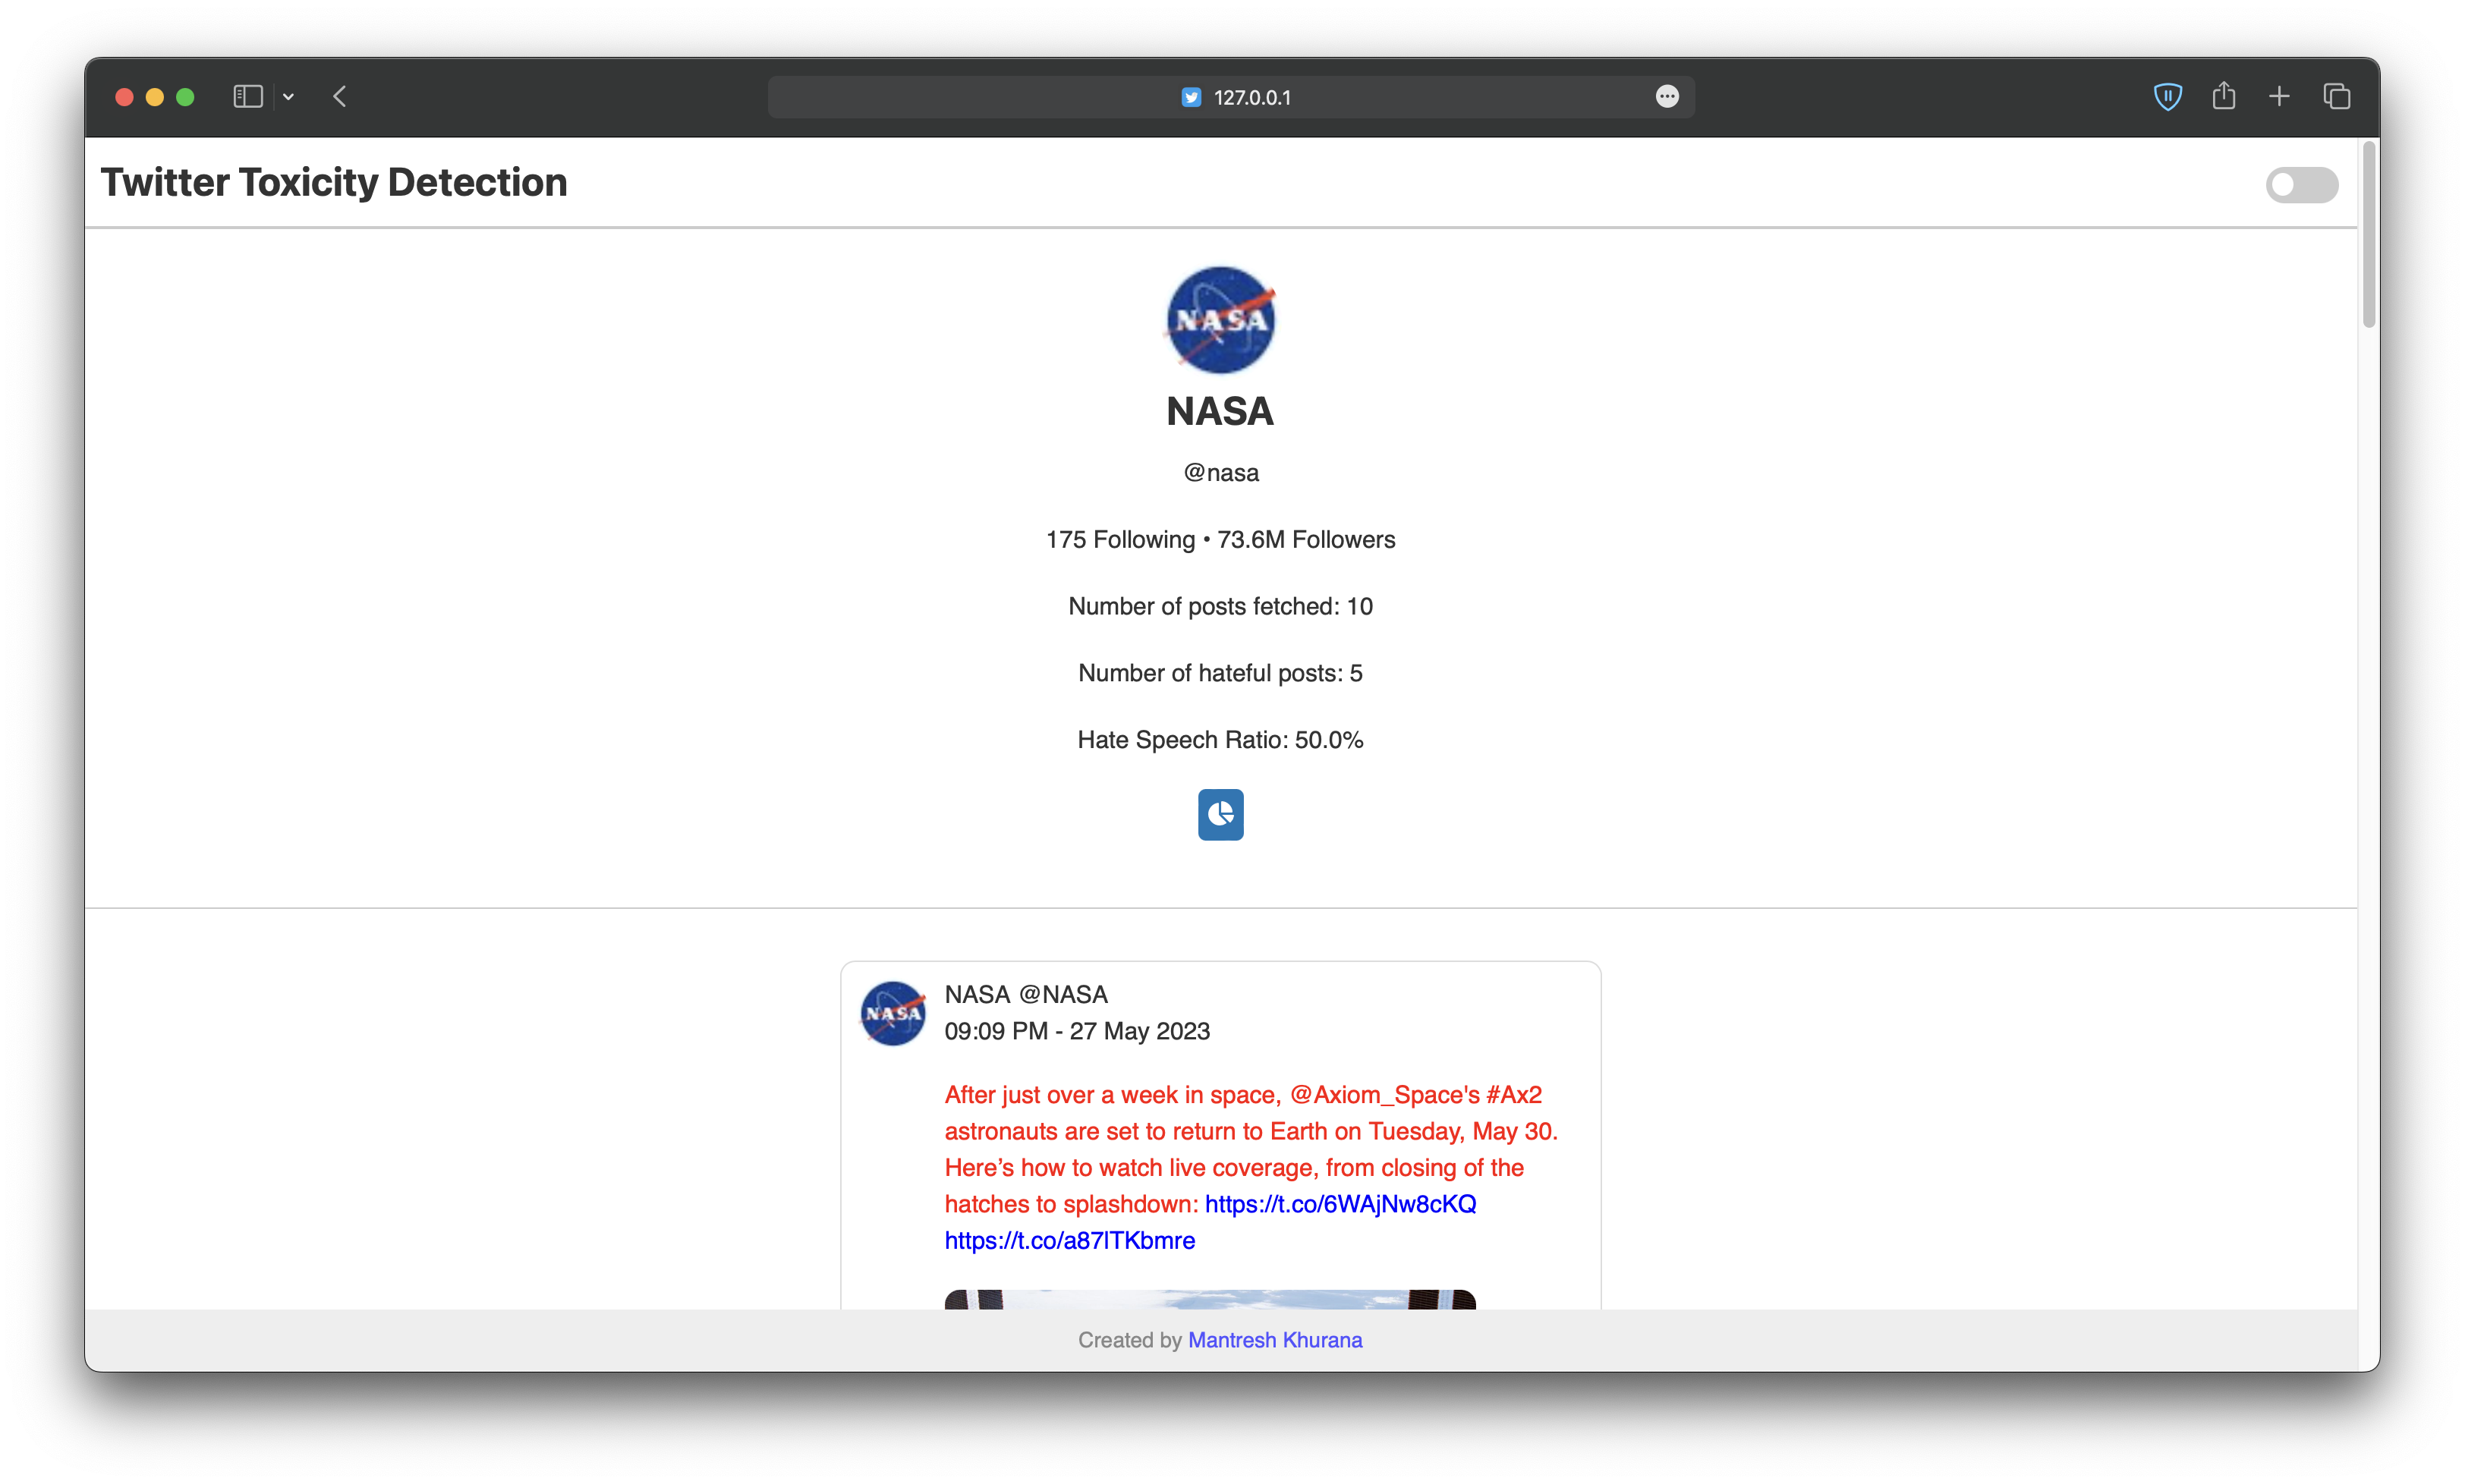 127.0.0.1
Twitter Toxicity Detection
NASA
NASA
@nasa
175 Following • 73.6M Followers
Number of posts fetched: 10
Number of hateful posts: 5
Hate Speech Ratio: 50.0%
NASA
NASA @NASA
09:09 PM - 27 May 2023
After just over a week in space, @Axiom_Space's #Ax2
astronauts are set to return to Earth on Tuesday, May 30.
Here’s how to watch live coverage, from closing of the
hatches to splashdown: https://t.co/6WAjNw8cKQ
https://t.co/a87lTKbmre
Created by Mantresh Khurana